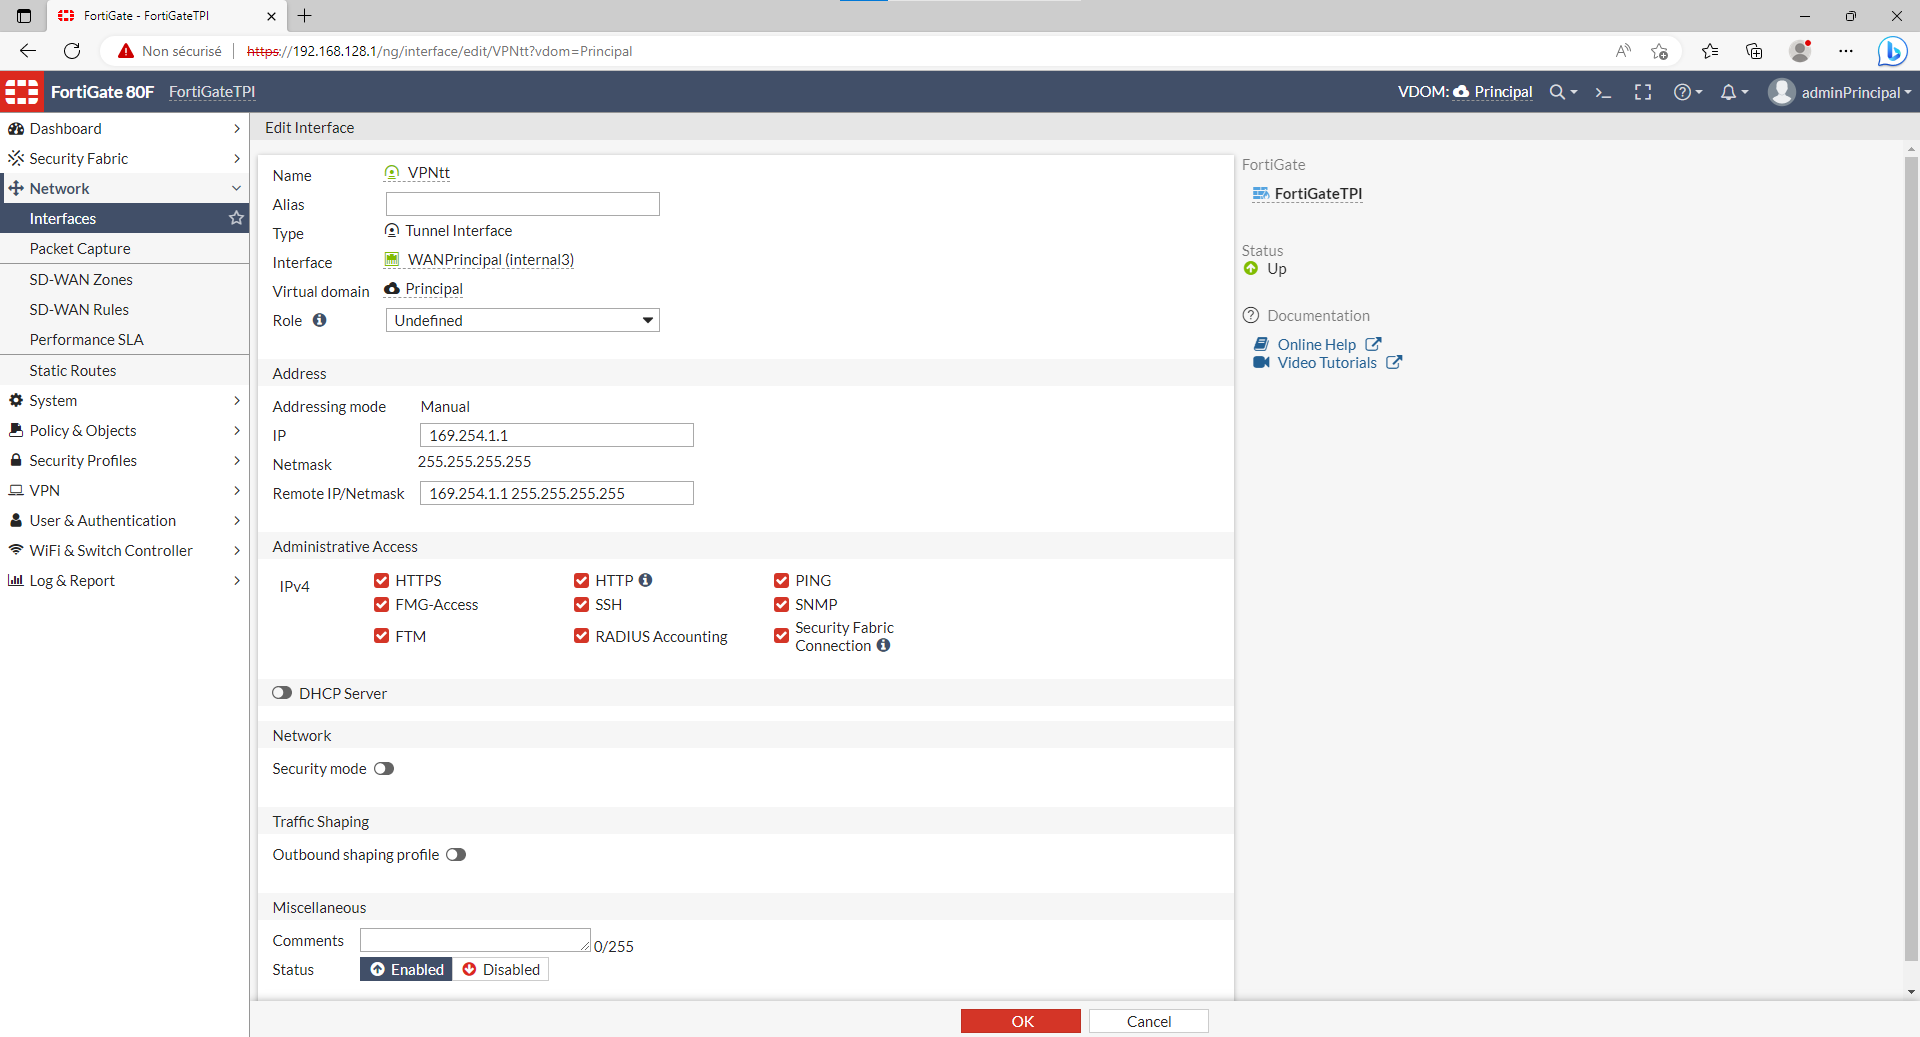 FortiGate - FortiGateTPI
Non sécurisé
https://192.168.128.1/ng/interface/edit/VPNtt?vdom=Principal
FortiGate 80F
FortiGateTPI
VDOM: Principal
adminPrincipal
Dashboard
Security Fabric
Network
Interfaces
Packet Capture
SD-WAN Zones
SD-WAN Rules
Performance SLA
Static Routes
System
Policy & Objects
Security Profiles
VPN
User & Authentication
WiFi & Switch Controller
Log & Report
Edit Interface
Name VPNtt
Alias
Type Tunnel Interface
Interface WANPrincipal (internal3)
Virtual domain Principal
Role Undefined
Address
Addressing mode Manual
IP 169.254.1.1
Netmask 255.255.255.255
Remote IP/Netmask 169.254.1.1 255.255.255.255
Administrative Access
IPv4
HTTPS HTTP PING
FMG-Access SSH SNMP
FTM RADIUS Accounting Security Fabric
Connection
DHCP Server
Network
Security mode
Traffic Shaping
Outbound shaping profile
Miscellaneous
Comments 0/255
Status Enabled Disabled
OK Cancel
FortiGate
FortiGateTPI
Status
Up
Documentation
Online Help
Video Tutorials